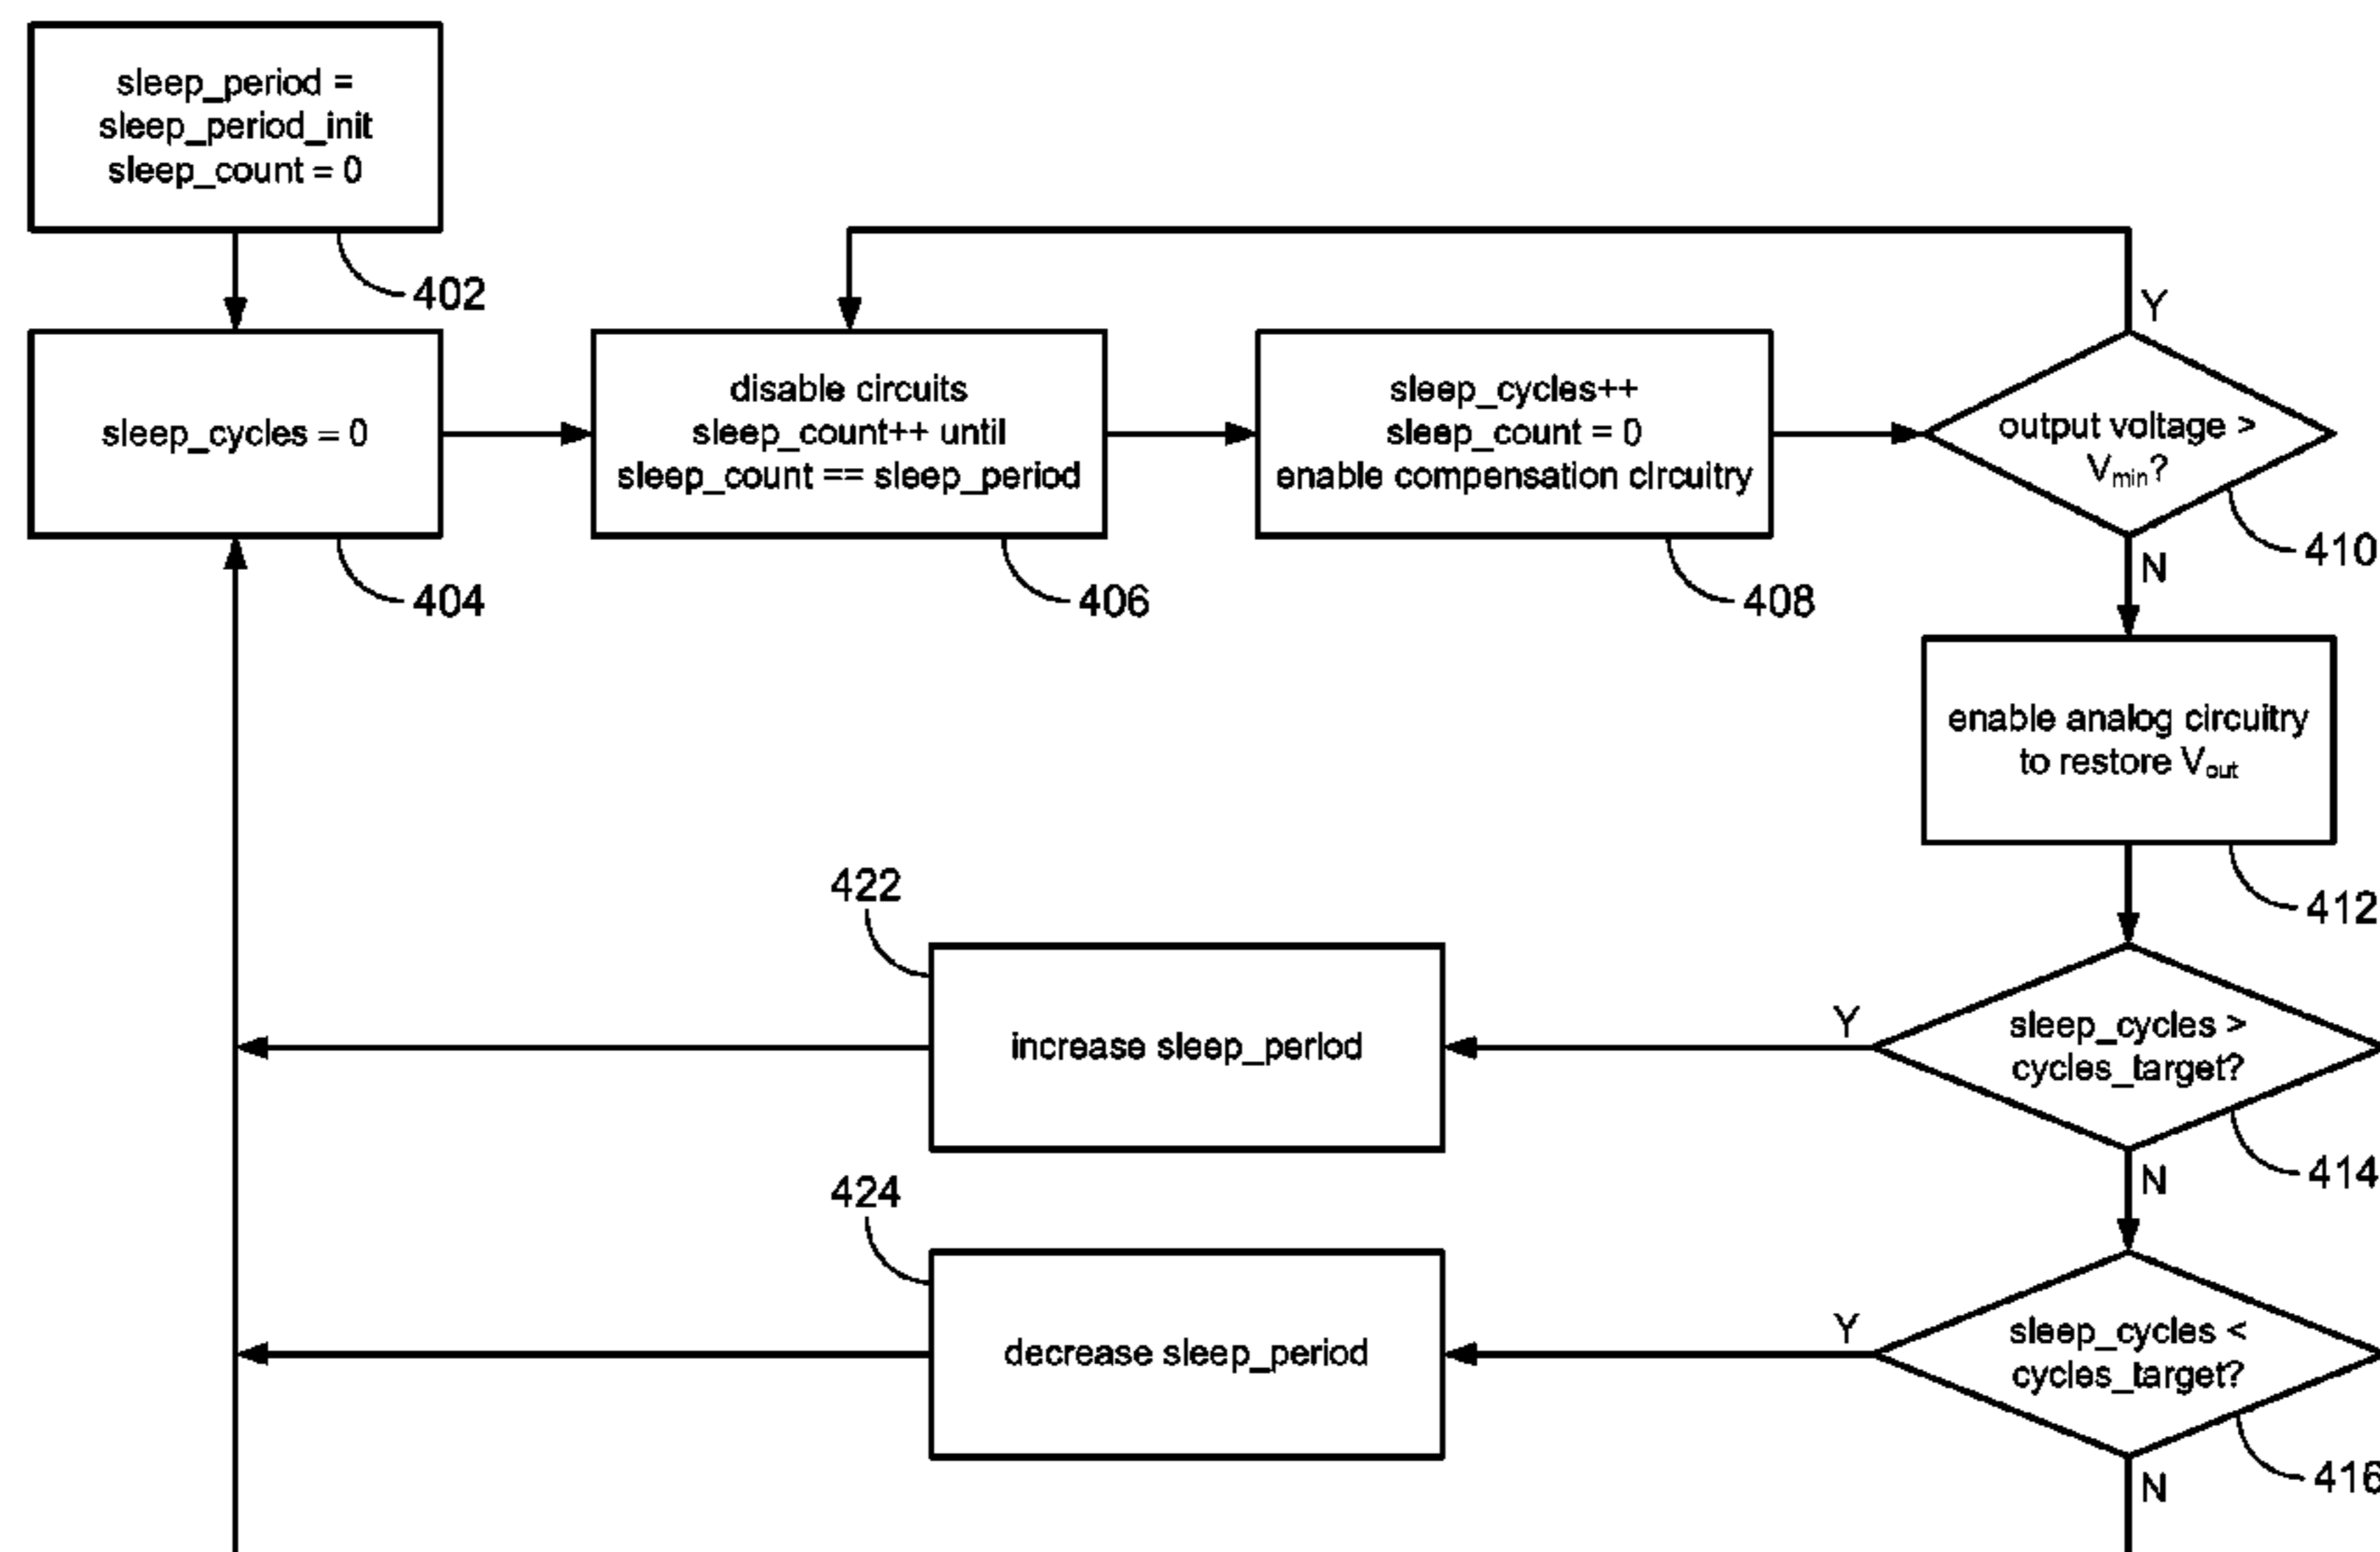 sleep_period =
sleep_period_init
sleep_count = 0
402
sleep_cycles = 0
404
disable circuits
sleep_count++ until
sleep_count == sleep_period
406
sleep_cycles++
sleep_count = 0
enable compensation circuitry
408
Y
output voltage >
Vmin?
410
N
enable analog circuitry
to restore Vout
412
422
increase sleep_period
Y
sleep_cycles >
cycles_target?
414
N
424
decrease sleep_period
Y
sleep_cycles <
cycles_target?
416
N